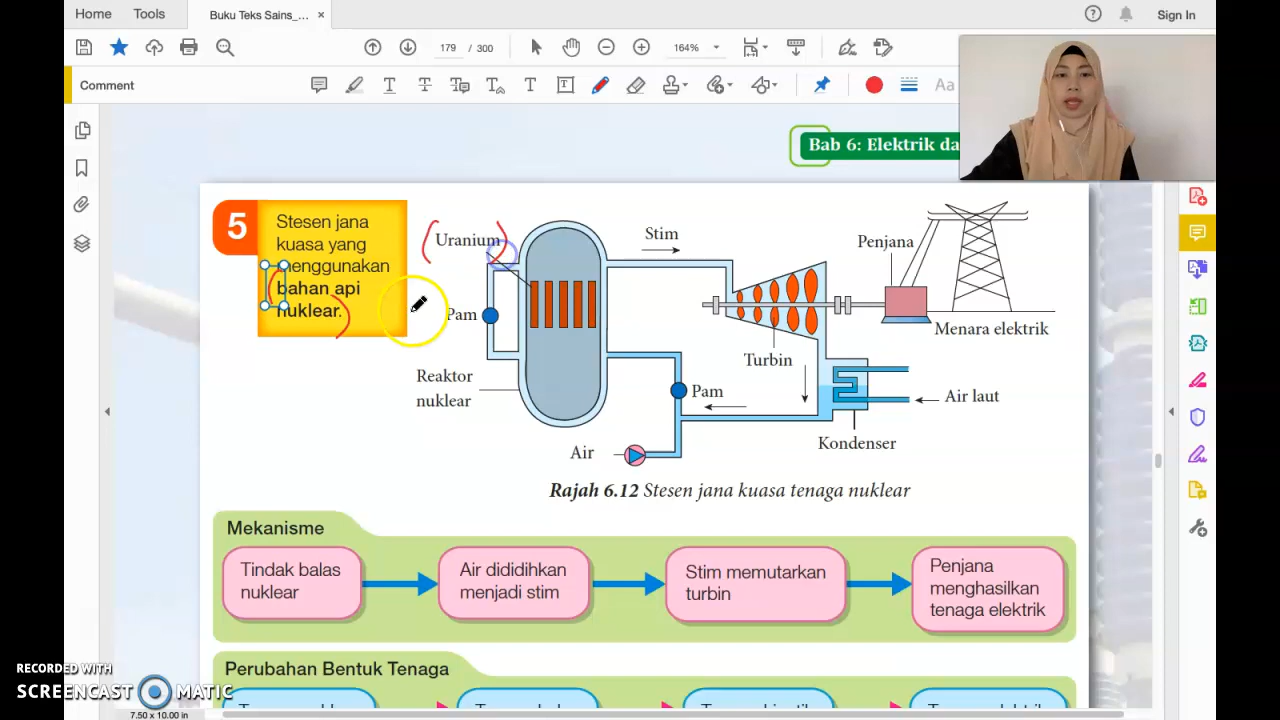 Home
Tools
Buku Teks Sains_...
×
Sign In
179 / 300
164%
Comment
Aa
Bab 6: Elektrik da
5
Stesen jana
kuasa yang
menggunakan
bahan api
nuklear.
Uranium
Stim
Penjana
Pam
Menara elektrik
Turbin
Reaktor
nuklear
Pam
Air laut
Kondenser
Air
Rajah 6.12 Stesen jana kuasa tenaga nuklear
Mekanisme
Tindak balas
nuklear
Air dididihkan
menjadi stim
Stim memutarkan
turbin
Penjana
menghasilkan
tenaga elektrik
Perubahan Bentuk Tenaga
RECORDED WITH
SCREENCAST MATIC
7.50 x 10.00 in